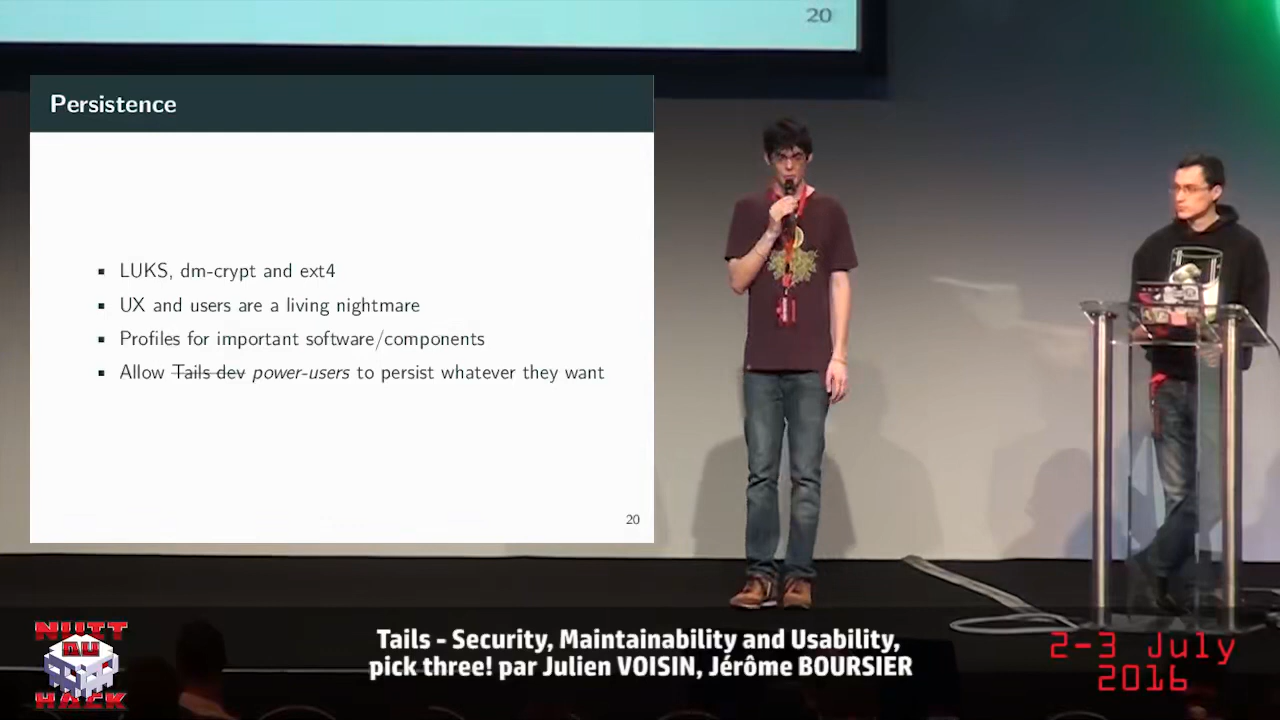 20
Persistence
▪ LUKS, dm-crypt and ext4
▪ UX and users are a living nightmare
▪ Profiles for important software/components
▪ Allow Tails dev power-users to persist whatever they want
20
NUIT
DU
HACK
Tails - Security, Maintainability and Usability,
pick three! par Julien VOISIN, Jérôme BOURSIER
2-3 July
2016